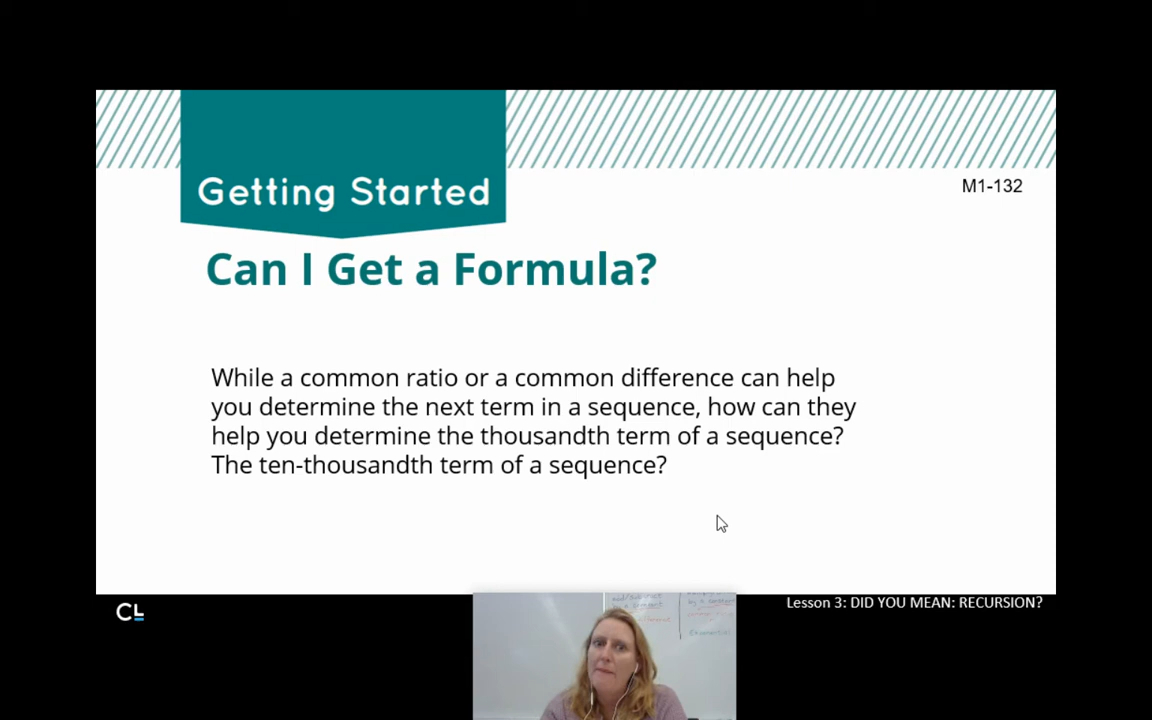 Getting Started
M1-132
Can I Get a Formula?
While a common ratio or a common difference can help
you determine the next term in a sequence, how can they
help you determine the thousandth term of a sequence?
The ten-thousandth term of a sequence?
CL
Lesson 3: DID YOU MEAN: RECURSION?